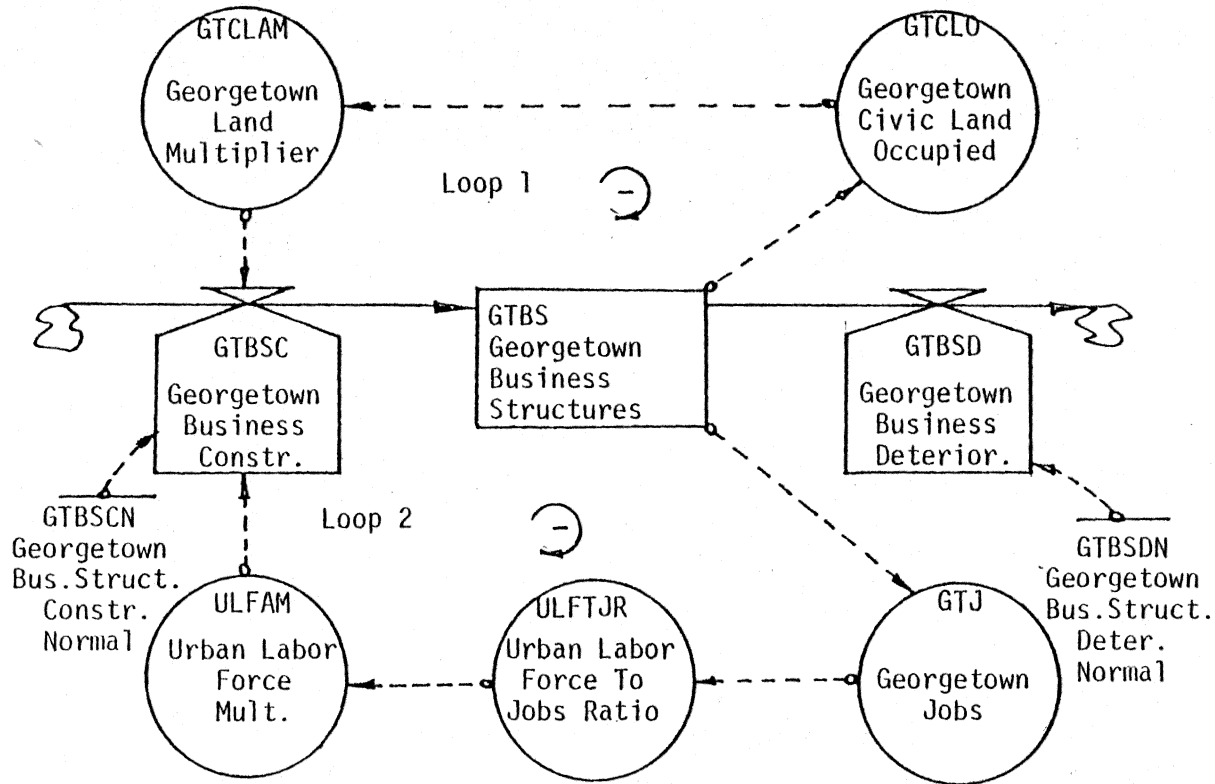 GTCLAM
Georgetown
Land
Multiplier
GTCLO
Georgetown
Civic Land
Occupied
Loop 1
-
GTBSC
Georgetown
Business
Constr.
GTBS
Georgetown
Business
Structures
GTBSD
Georgetown
Business
Deterior.
GTBSCN
Georgetown
Bus.Struct.
Constr.
Normal
Loop 2
-
GTBSDN
Georgetown
Bus.Struct.
Deter.
Normal
ULFAM
Urban Labor
Force
Mult.
ULFTJR
Urban Labor
Force To
Jobs Ratio
GTJ
Georgetown
Jobs